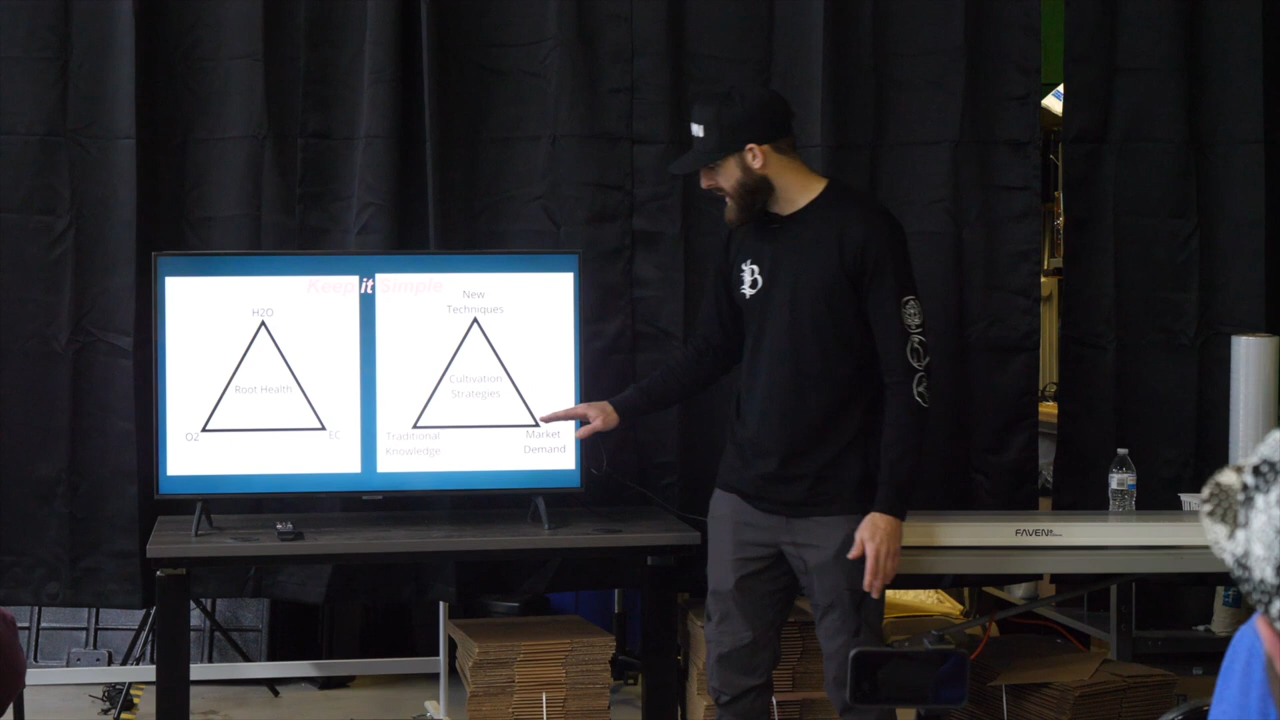 Keep it Simple
H2O
Root Health
O2
EC
New
Techniques
Cultivation
Strategies
Traditional
Knowledge
Market
Demand
B
FAVEN